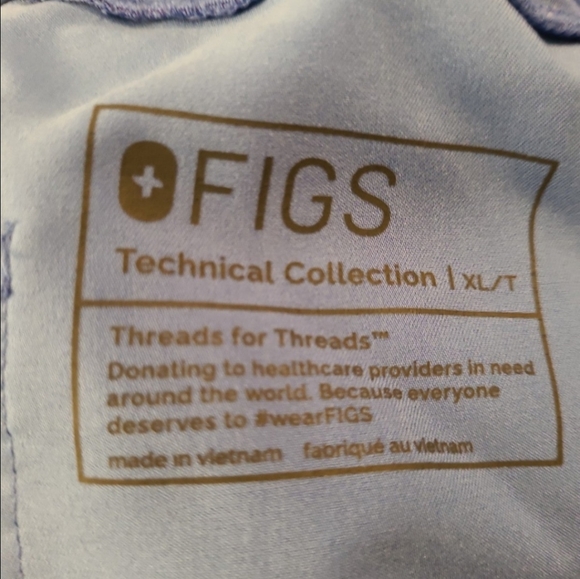 FIGS
Technical Collection | XL/T
Threads for Threads™
Donating to healthcare providers in need
around the world. Because everyone
deserves to #wearFIGS
made in vietnam fabriqué au vietnam